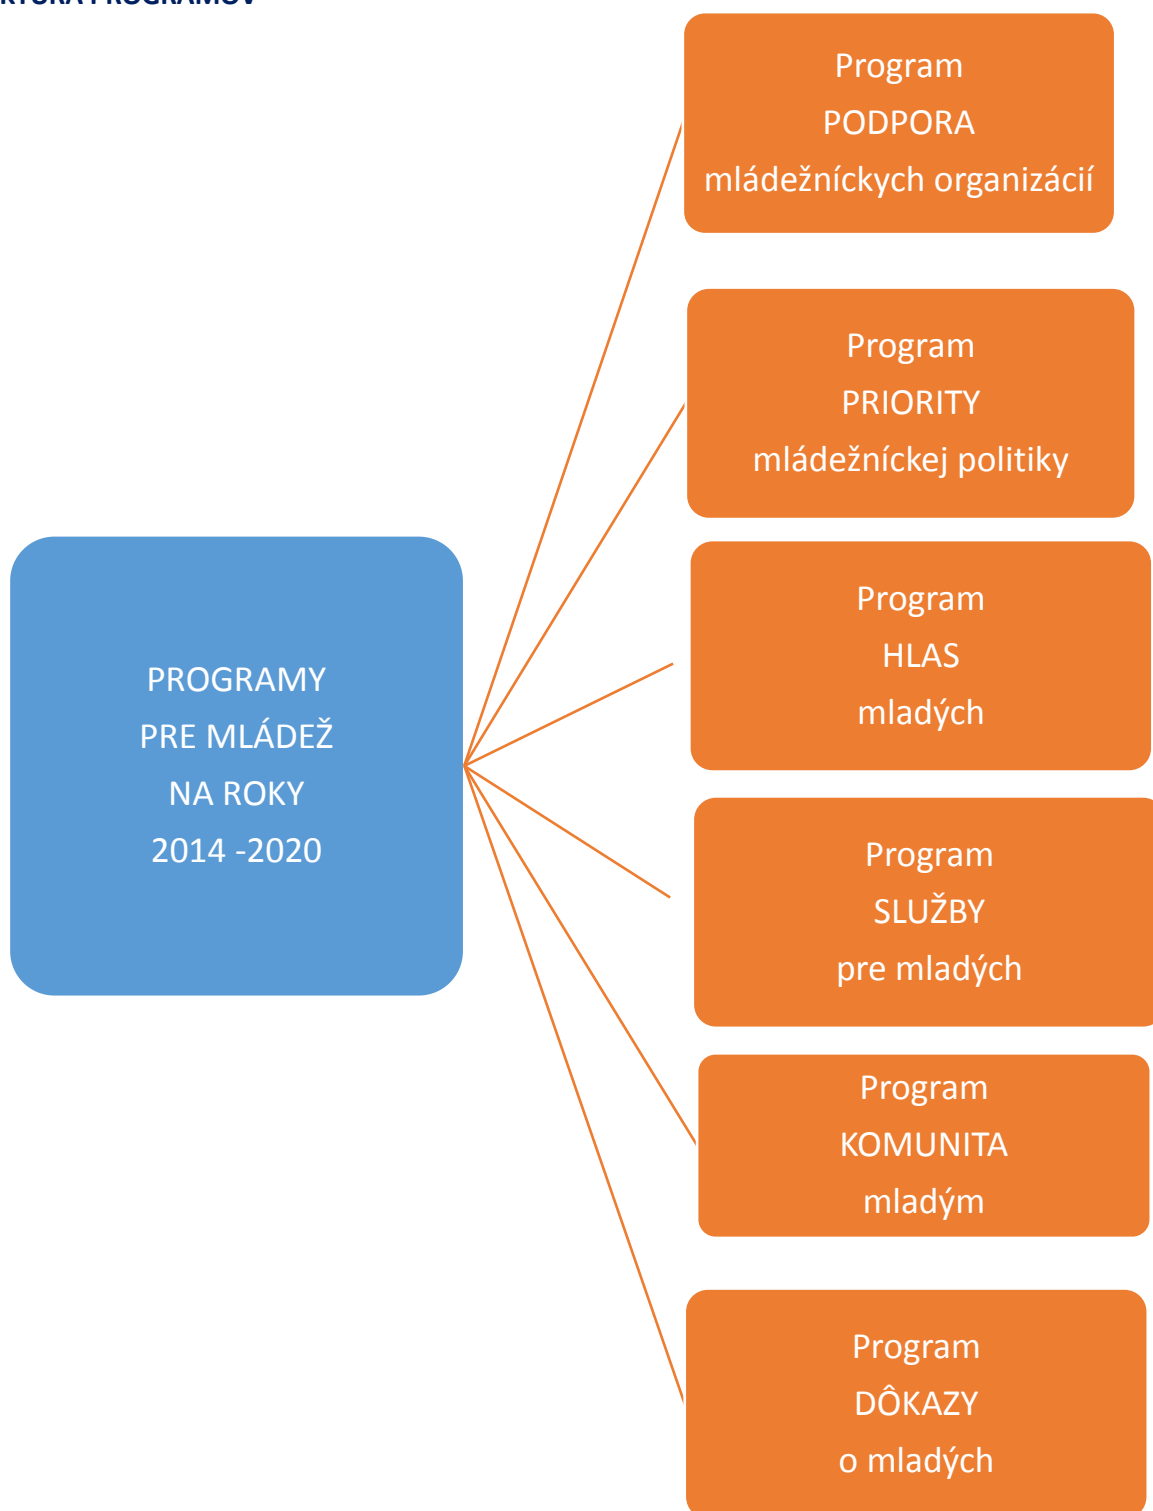 PROGRAMOV
Program
PODPORA
mládežníckych organizácií
Program
PRIORITY
mládežníckej politiky
Program
HLAS
mladých
PROGRAMY
PRE MLÁDEŽ
NA ROKY
2014 -2020
Program
SLUŽBY
pre mladých
Program
KOMUNITA
mladým
Program
DÔKAZY
o mladých